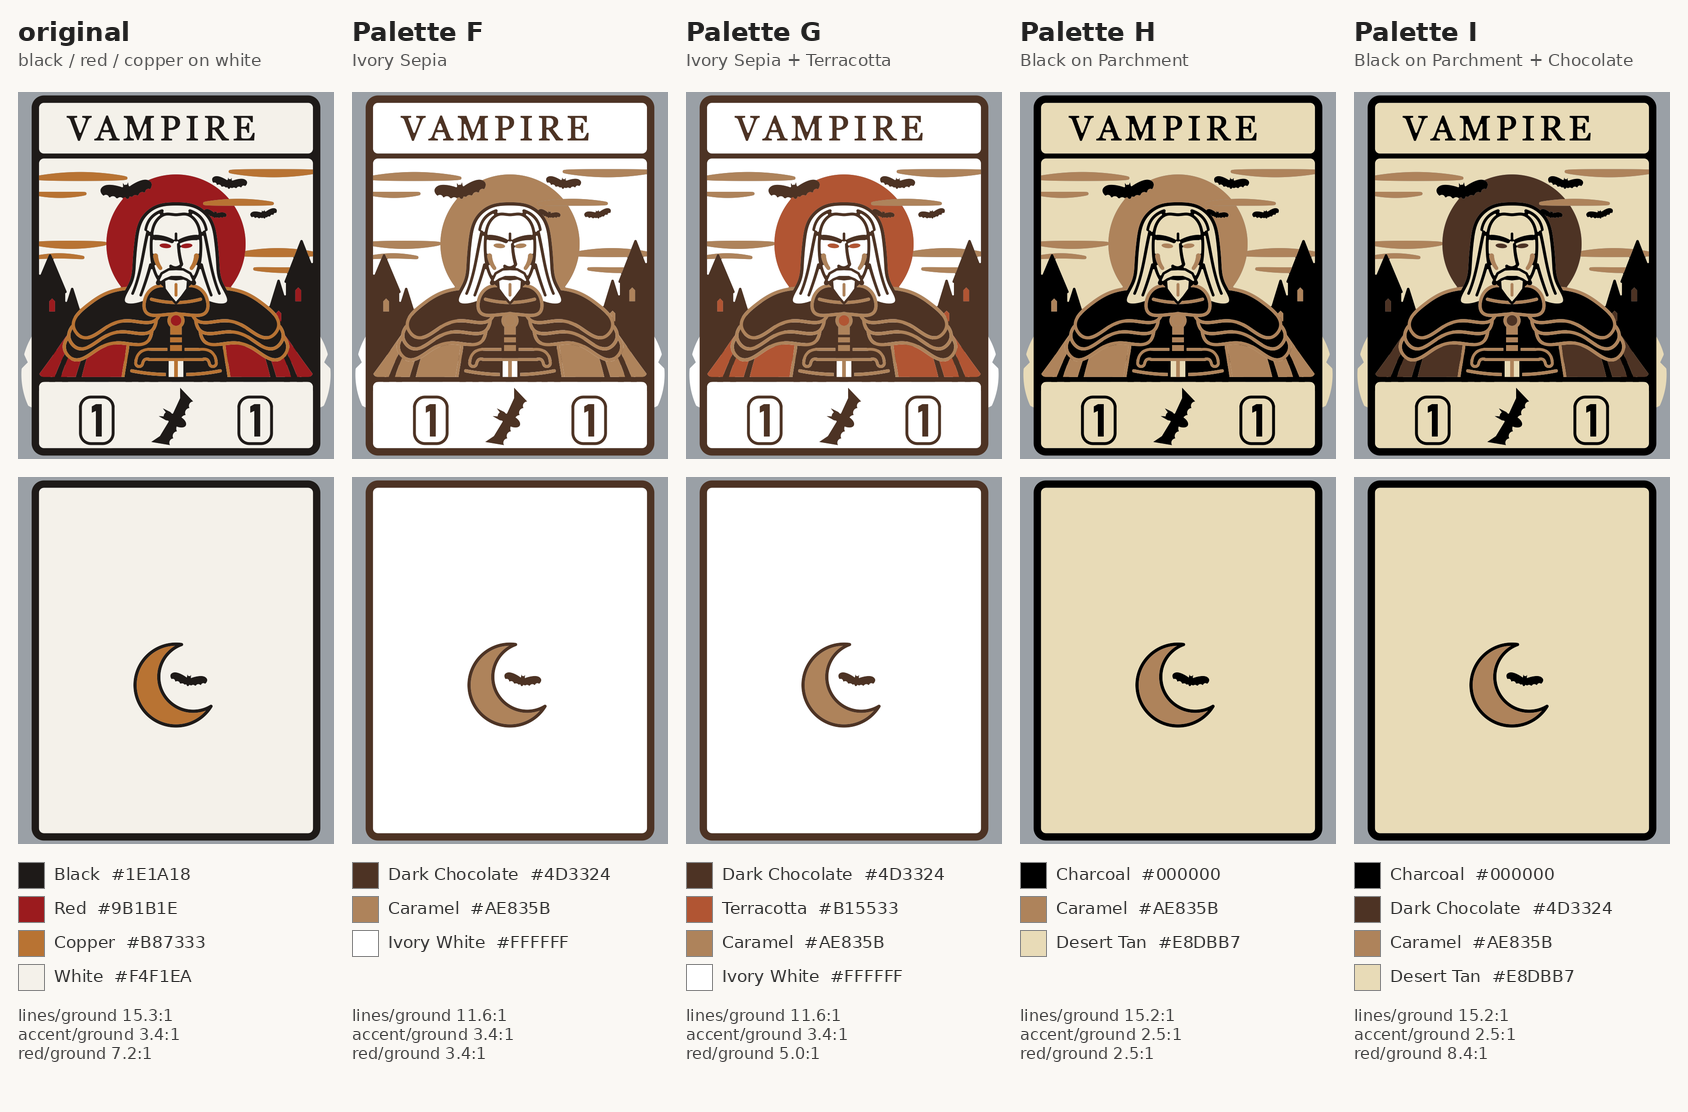 original
black / red / copper on white
VAMPIRE
1 1
Black #1E1A18
Red #9B1B1E
Copper #B87333
White #F4F1EA
lines/ground 15.3:1
accent/ground 3.4:1
red/ground 7.2:1
Palette F
Ivory Sepia
VAMPIRE
1 1
Dark Chocolate #4D3324
Caramel #AE835B
Ivory White #FFFFFF
lines/ground 11.6:1
accent/ground 3.4:1
red/ground 3.4:1
Palette G
Ivory Sepia + Terracotta
VAMPIRE
1 1
Dark Chocolate #4D3324
Terracotta #B15533
Caramel #AE835B
Ivory White #FFFFFF
lines/ground 11.6:1
accent/ground 3.4:1
red/ground 5.0:1
Palette H
Black on Parchment
VAMPIRE
1 1
Charcoal #000000
Caramel #AE835B
Desert Tan #E8DBB7
lines/ground 15.2:1
accent/ground 2.5:1
red/ground 2.5:1
Palette I
Black on Parchment + Chocolate
VAMPIRE
1 1
Charcoal #000000
Dark Chocolate #4D3324
Caramel #AE835B
Desert Tan #E8DBB7
lines/ground 15.2:1
accent/ground 2.5:1
red/ground 8.4:1